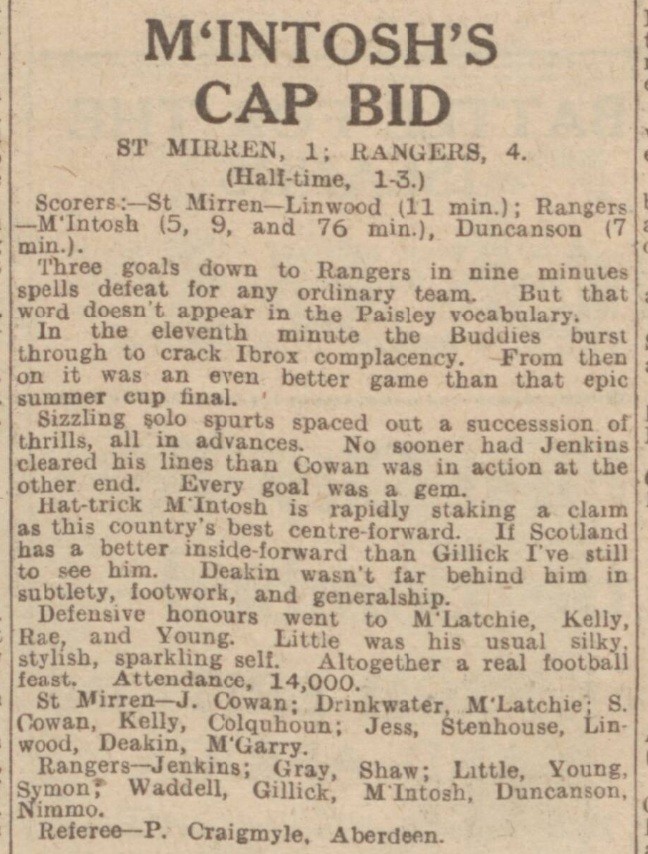 M'INTOSH'S
CAP BID
ST MIRREN, 1; RANGERS, 4.
(Half-time, 1-3.)
Scorers:—St Mirren—Linwood (11 min.); Rangers
—M'Intosh (5, 9, and 76 min.), Duncanson (7
min.).
Three goals down to Rangers in nine minutes
spells defeat for any ordinary team. But that
word doesn't appear in the Paisley vocabulary.
In the eleventh minute the Buddies burst
through to crack Ibrox complacency. From then
on it was an even better game than that epic
summer cup final.
Sizzling solo spurts spaced out a successsion of
thrills, all in advances. No sooner had Jenkins
cleared his lines than Cowan was in action at the
other end. Every goal was a gem.
Hat-trick M'Intosh is rapidly staking a claim
as this country's best centre-forward. If Scotland
has a better inside-forward than Gillick I've still
to see him. Deakin wasn't far behind him in
subtlety, footwork, and generalship.
Defensive honours went to M'Latchie, Kelly,
Rae, and Young. Little was his usual silky,
stylish, sparkling self. Altogether a real football
feast. Attendance, 14,000.
St Mirren—J. Cowan; Drinkwater, M'Latchie; S.
Cowan, Kelly, Colquhoun; Jess, Stenhouse, Lin-
wood, Deakin, M'Garry.
Rangers—Jenkins; Gray, Shaw; Little, Young,
Symon; Waddell, Gillick, M'Intosh, Duncanson,
Nimmo.
Referee—P. Craigmyle, Aberdeen.